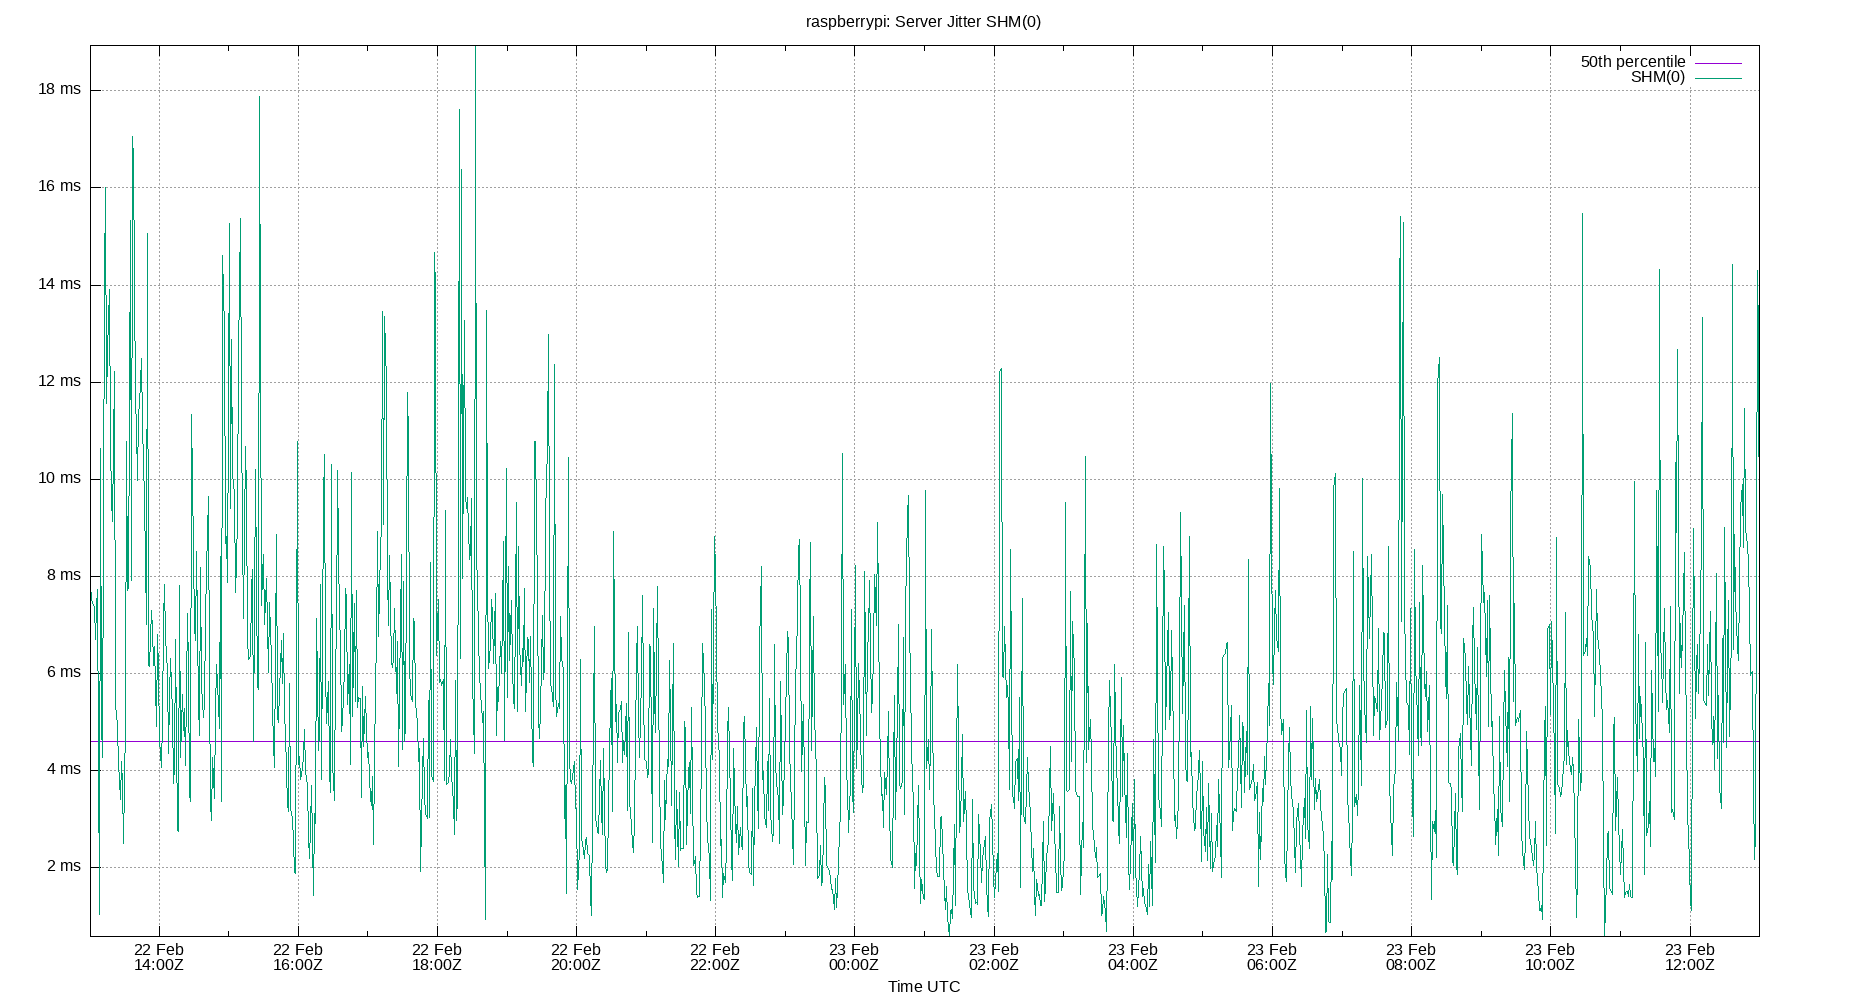 raspberrypi: Server Jitter SHM(0)
50th percentile
SHM(0)
18 ms
16 ms
14 ms
12 ms
10 ms
8 ms
6 ms
4 ms
2 ms
22 Feb 22 Feb 22 Feb 22 Feb 22 Feb 23 Feb 23 Feb 23 Feb 23 Feb 23 Feb 23 Feb 23 Feb
14:00Z 16:00Z 18:00Z 20:00Z 22:00Z 00:00Z 02:00Z 04:00Z 06:00Z 08:00Z 10:00Z 12:00Z
Time UTC